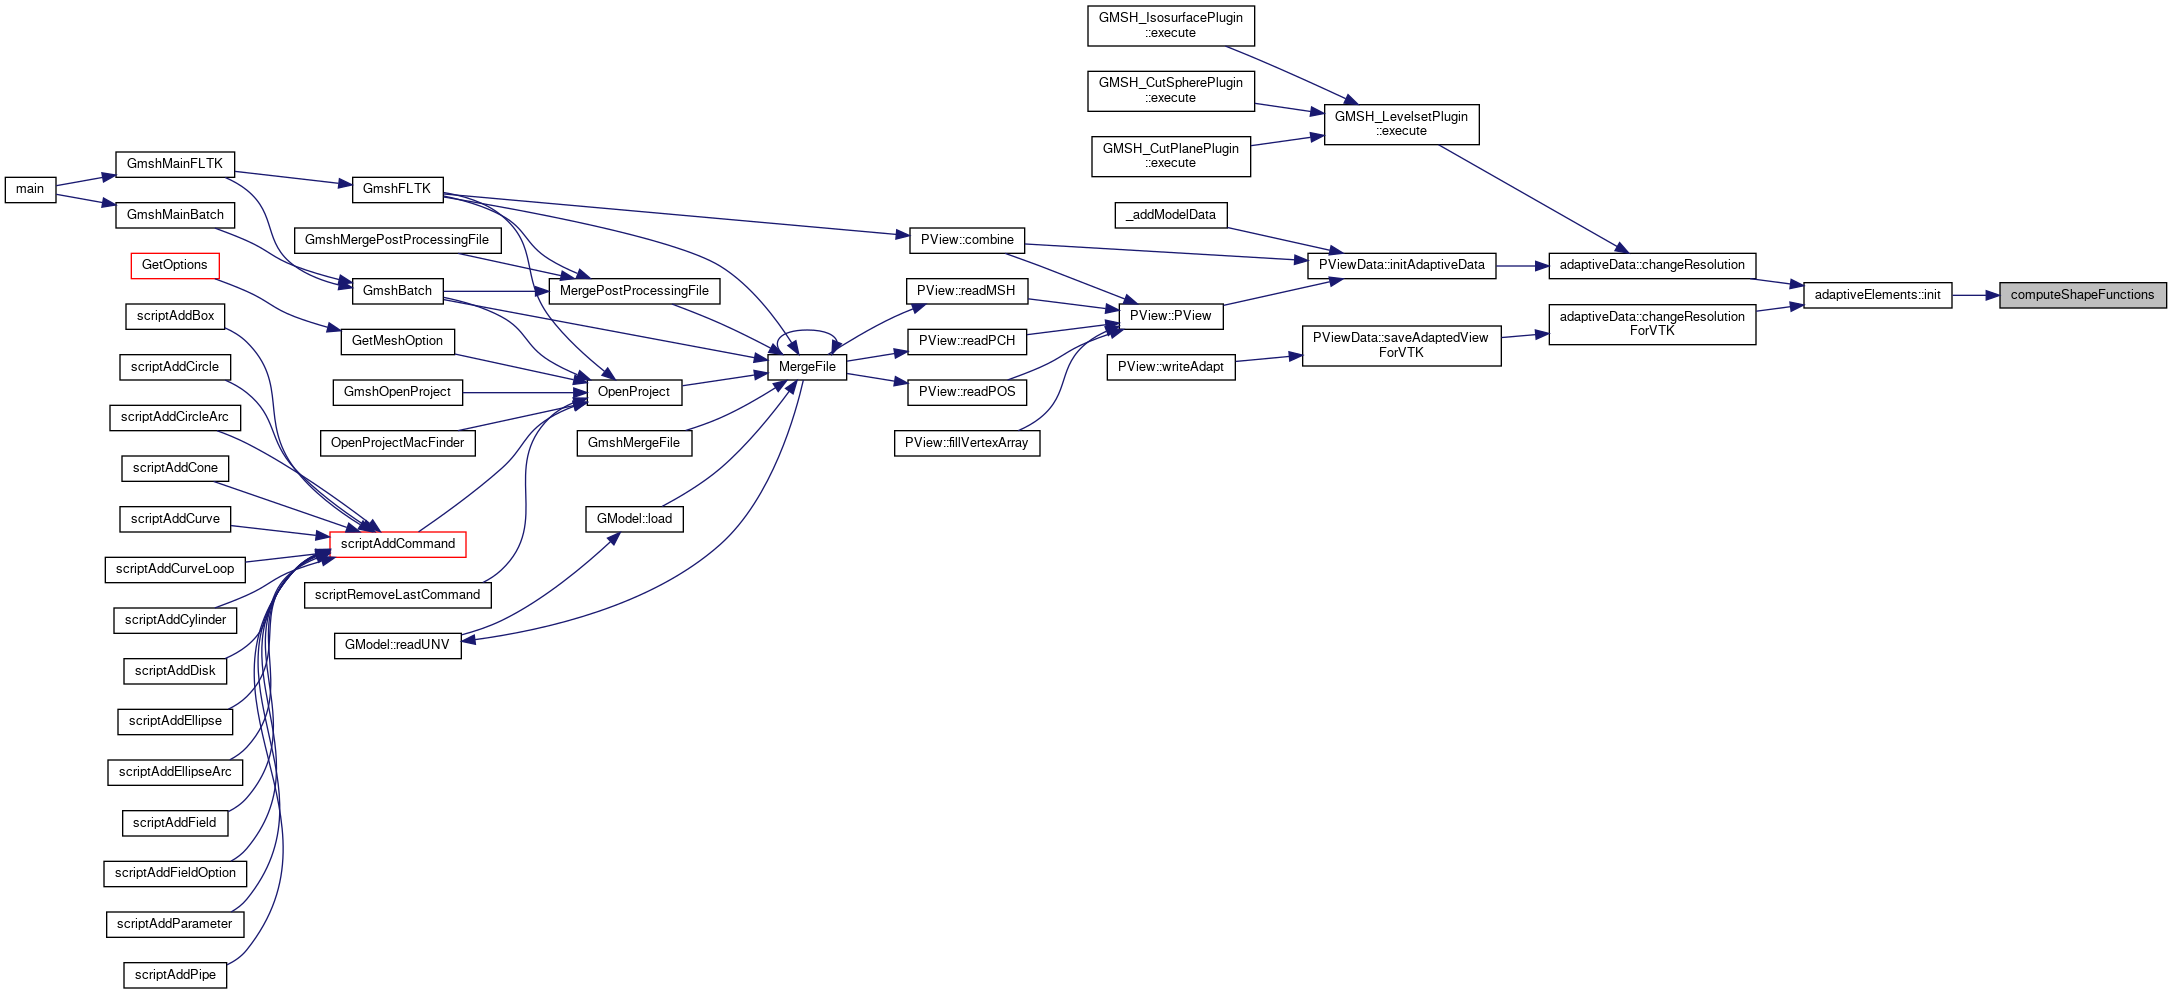 GMSH_IsosurfacePlugin
::execute
GMSH_CutSpherePlugin
::execute
GMSH_LevelsetPlugin
::execute
GMSH_CutPlanePlugin
::execute
GmshMainFLTK
main
GmshFLTK
GmshMainBatch
_addModelData
GmshMergePostProcessingFile
PView::combine
GetOptions
PViewData::initAdaptiveData
adaptiveData::changeResolution
GmshBatch
MergePostProcessingFile
PView::readMSH
adaptiveElements::init
computeShapeFunctions
scriptAddBox
PView::PView
adaptiveData::changeResolution
ForVTK
GetMeshOption
PView::readPCH
PViewData::saveAdaptedView
ForVTK
scriptAddCircle
MergeFile
PView::writeAdapt
GmshOpenProject
OpenProject
PView::readPOS
scriptAddCircleArc
OpenProjectMacFinder
GmshMergeFile
PView::fillVertexArray
scriptAddCone
scriptAddCurve
GModel::load
scriptAddCommand
scriptAddCurveLoop
scriptRemoveLastCommand
scriptAddCylinder
GModel::readUNV
scriptAddDisk
scriptAddEllipse
scriptAddEllipseArc
scriptAddField
scriptAddFieldOption
scriptAddParameter
scriptAddPipe